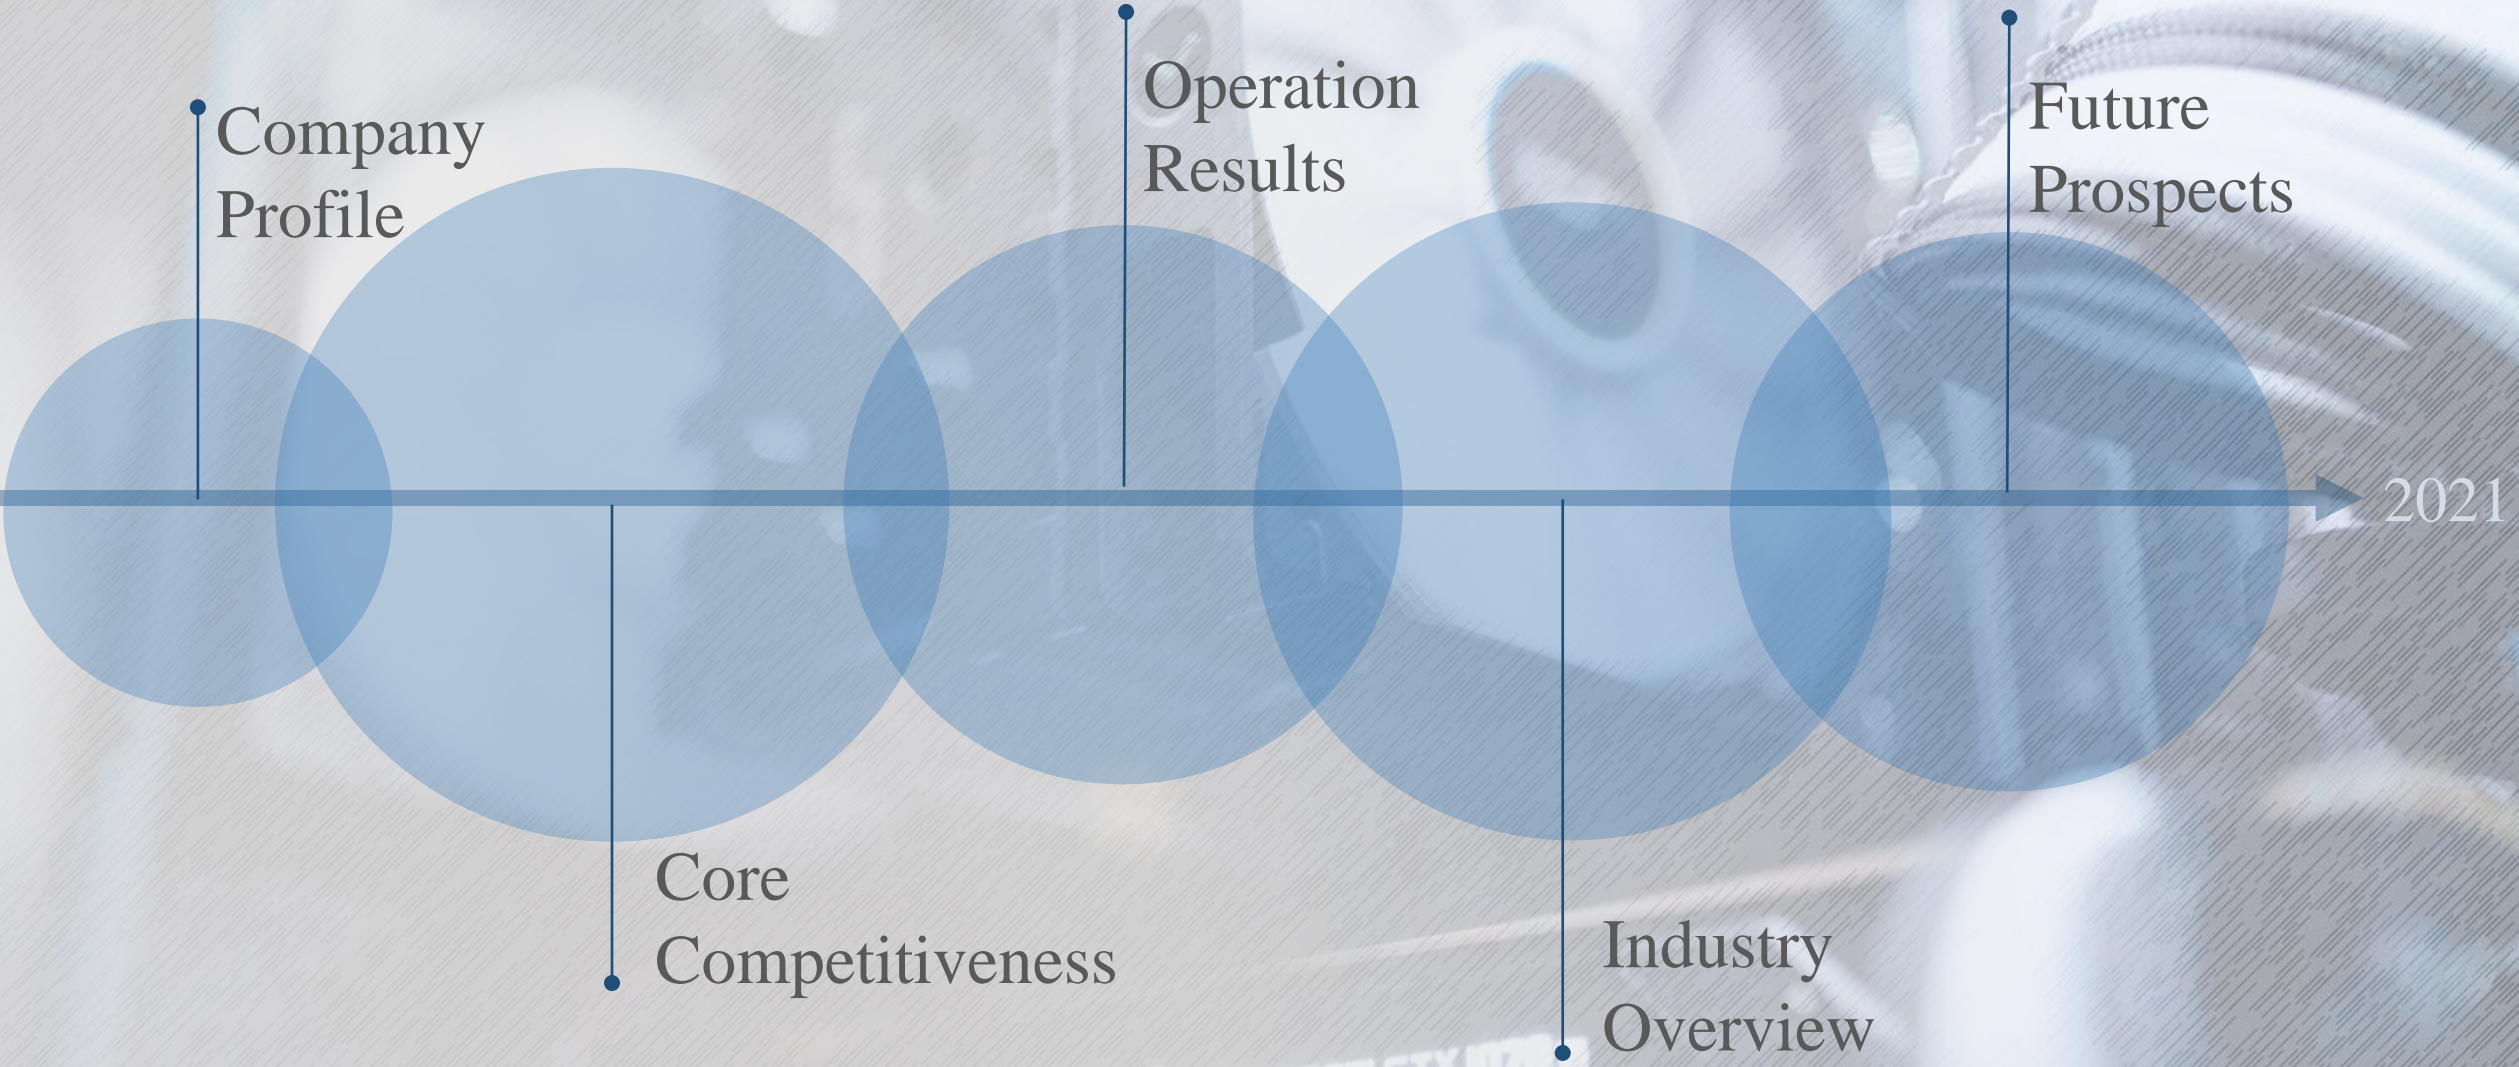 Company
Profile
Core
Competitiveness
Operation
Results
Industry
Overview
Future
Prospects
2021